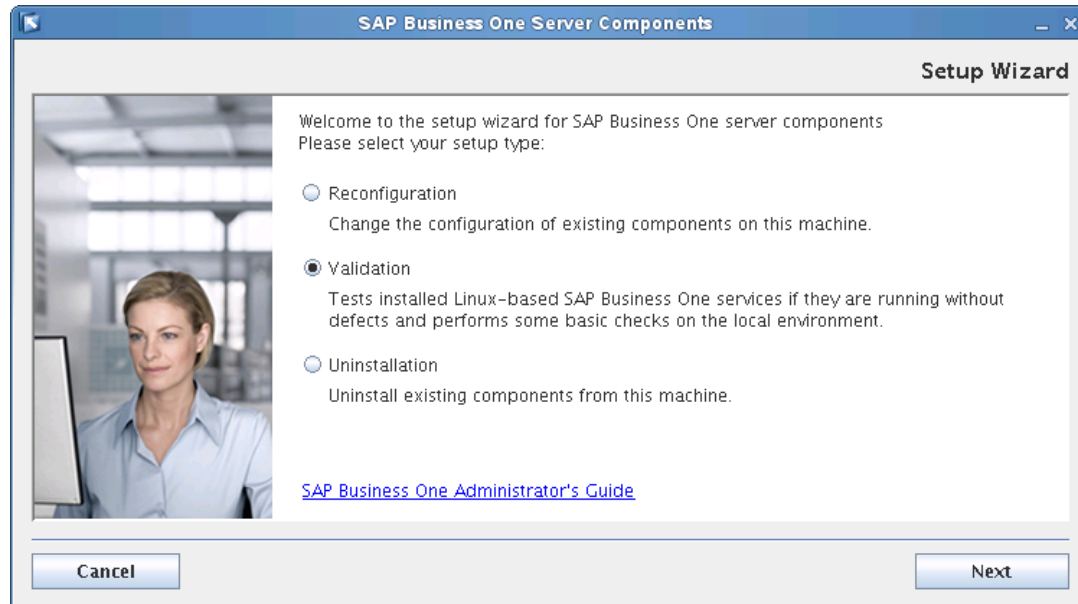 SAP Business One Server Components
Setup Wizard
Welcome to the setup wizard for SAP Business One server components
Please select your setup type:
Reconfiguration
Change the configuration of existing components on this machine.
Validation
Tests installed Linux-based SAP Business One services if they are running without
defects and performs some basic checks on the local environment.
Uninstallation
Uninstall existing components from this machine.
SAP Business One Administrator's Guide
Cancel
Next